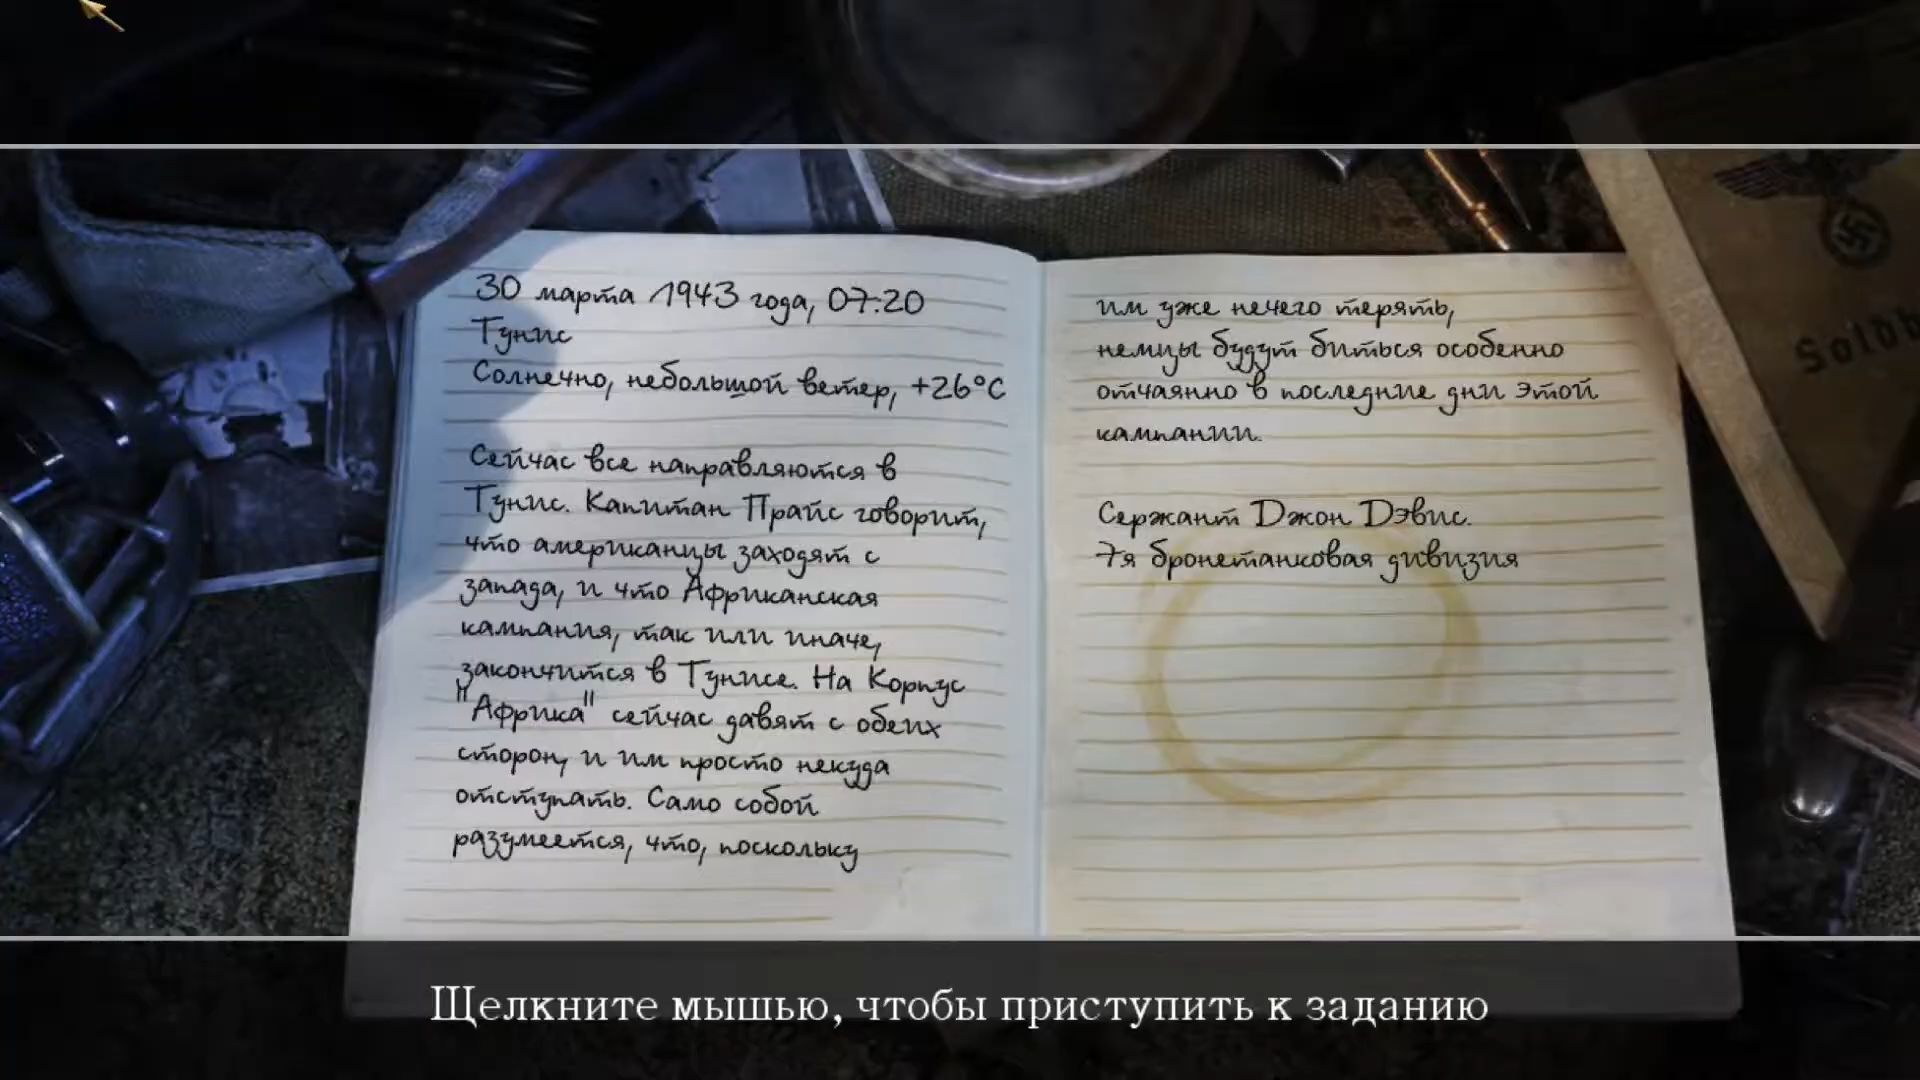 30 марта 1943 года, 07:20
Тунис
Солнечно, небольшой ветер, +26°C
Сейчас все направляются в
Тунис. Капитан Прайс говорит,
что американцы заходят с
запада, и что Африканская
кампания, так или иначе,
закончится в Тунисе. На Корпус
"Африка" сейчас давят с обеих
сторон, и им просто некуда
отступать. Само собой
разумеется, что, поскольку
им уже нечего терять,
немцы будут биться особенно
отчаянно в последние дни этой
кампании.
Сержант Джон Дэвис.
7я бронетанковая дивизия
Щелкните мышью, чтобы приступить к заданию